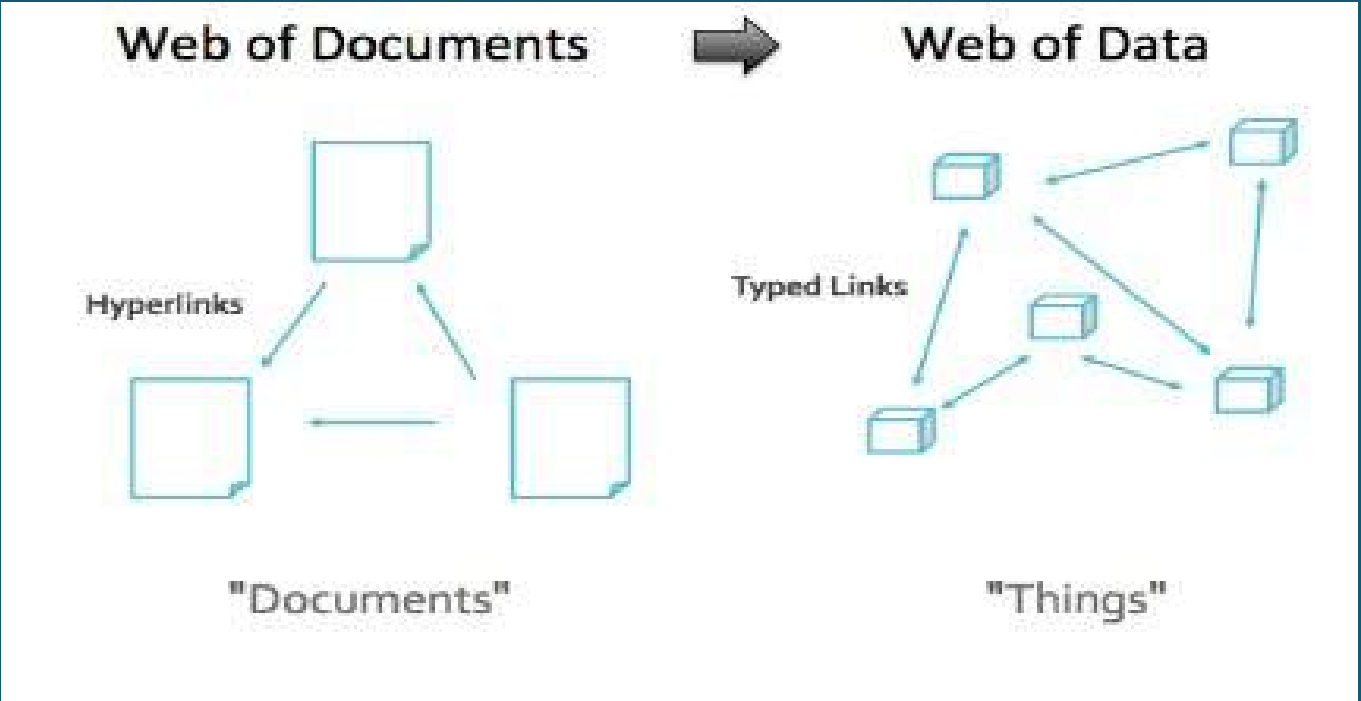 Web of Documents
Web of Data
Hyperlinks
Typed Links
"Documents"
"Things"